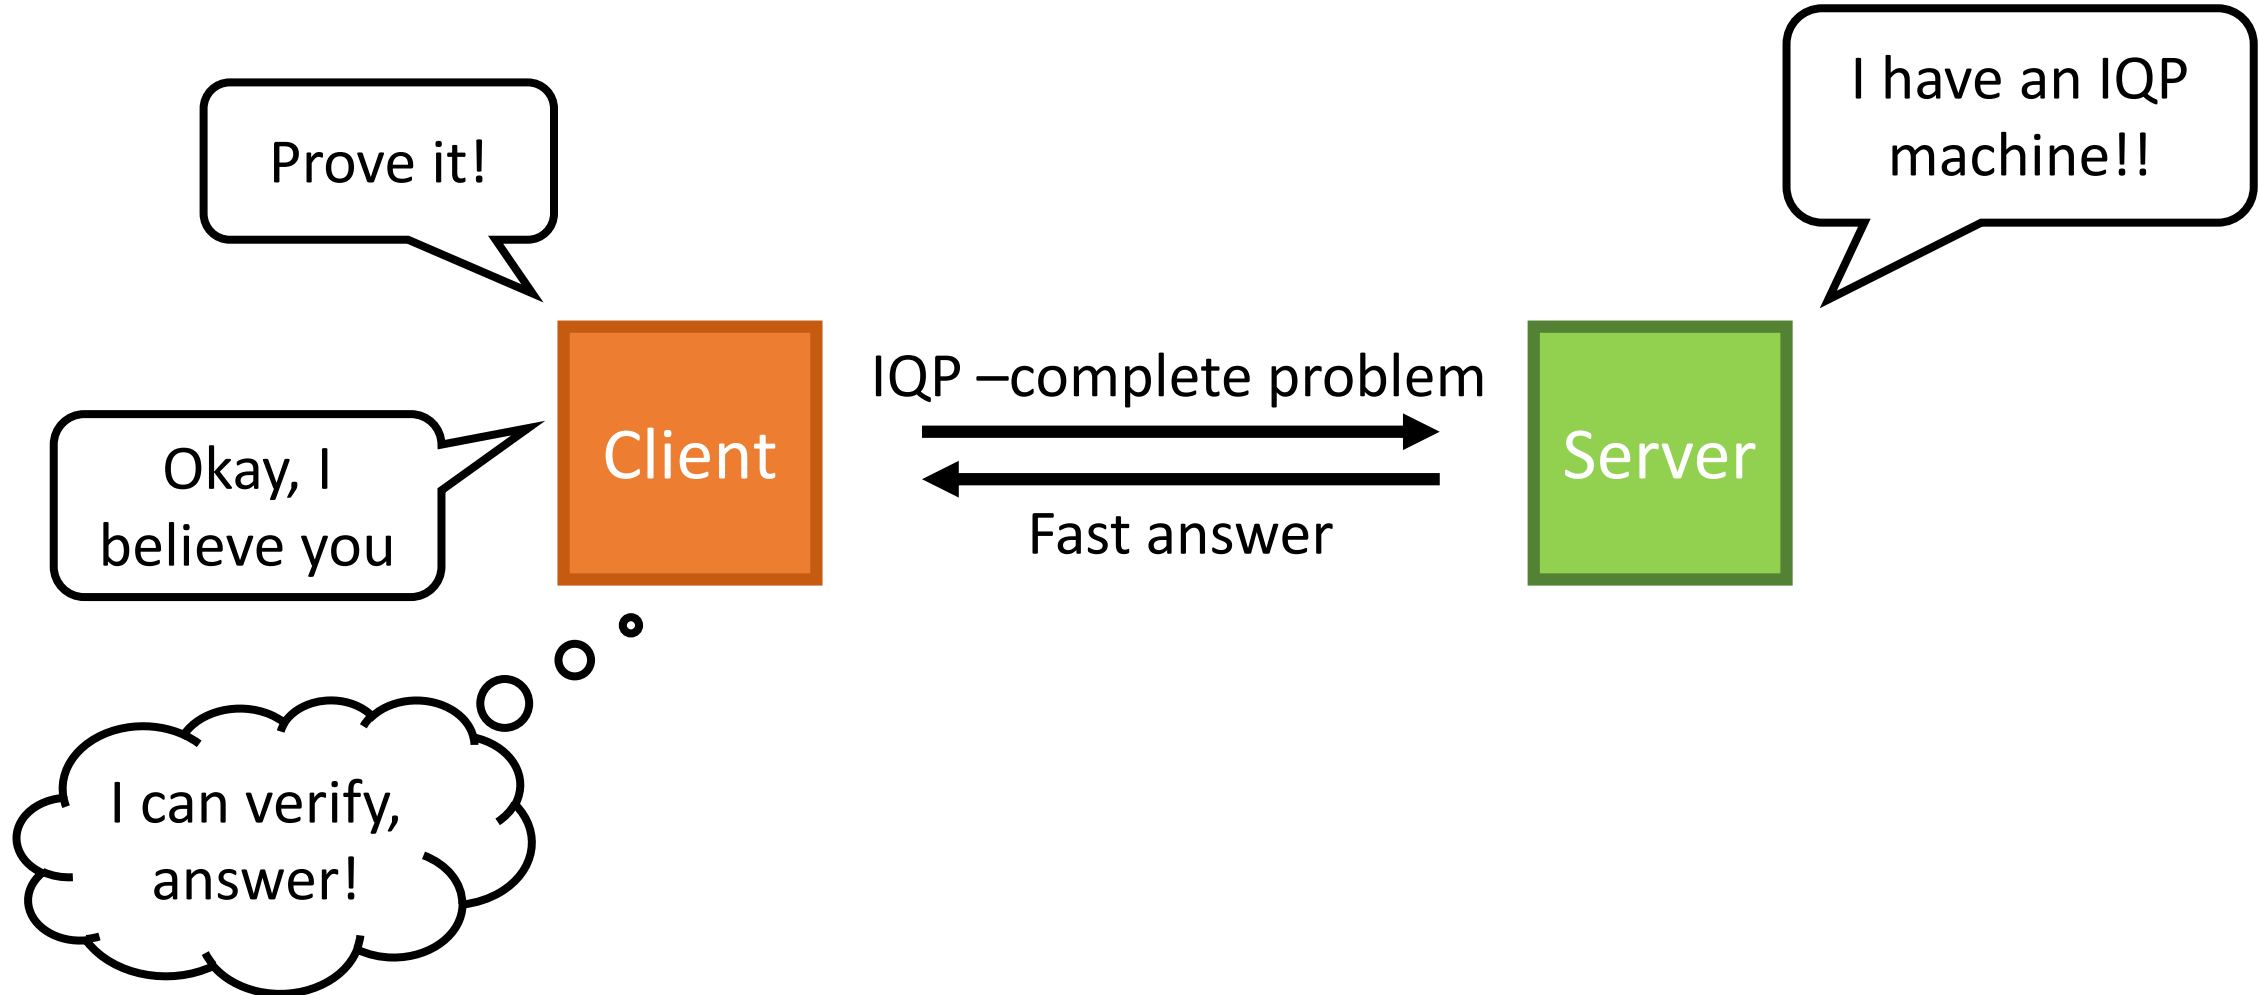 I have an IQP
machine!!
Prove it!
IQP –complete problem
Client
Server
Okay, I
believe you
Fast answer
I can verify,
answer!